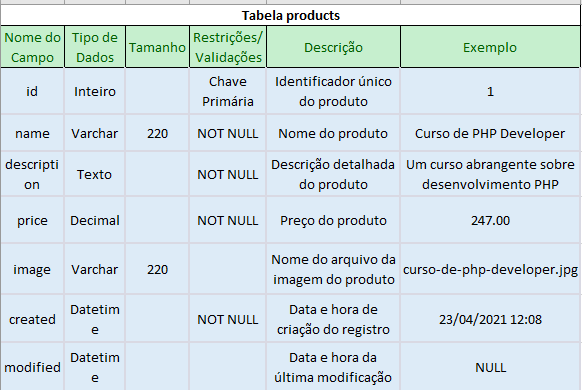 Tabela products
Nome do Campo Tipo de Dados Tamanho Restrições/ Validações Descrição Exemplo
id Inteiro Chave Primária Identificador único do produto 1
name Varchar 220 NOT NULL Nome do produto Curso de PHP Developer
description Texto NOT NULL Descrição detalhada do produto Um curso abrangente sobre desenvolvimento PHP
price Decimal NOT NULL Preço do produto 247.00
image Varchar 220 Nome do arquivo da imagem do produto curso-de-php-developer.jpg
created Datetime NOT NULL Data e hora de criação do registro 23/04/2021 12:08
modified Datetime Data e hora da última modificação NULL